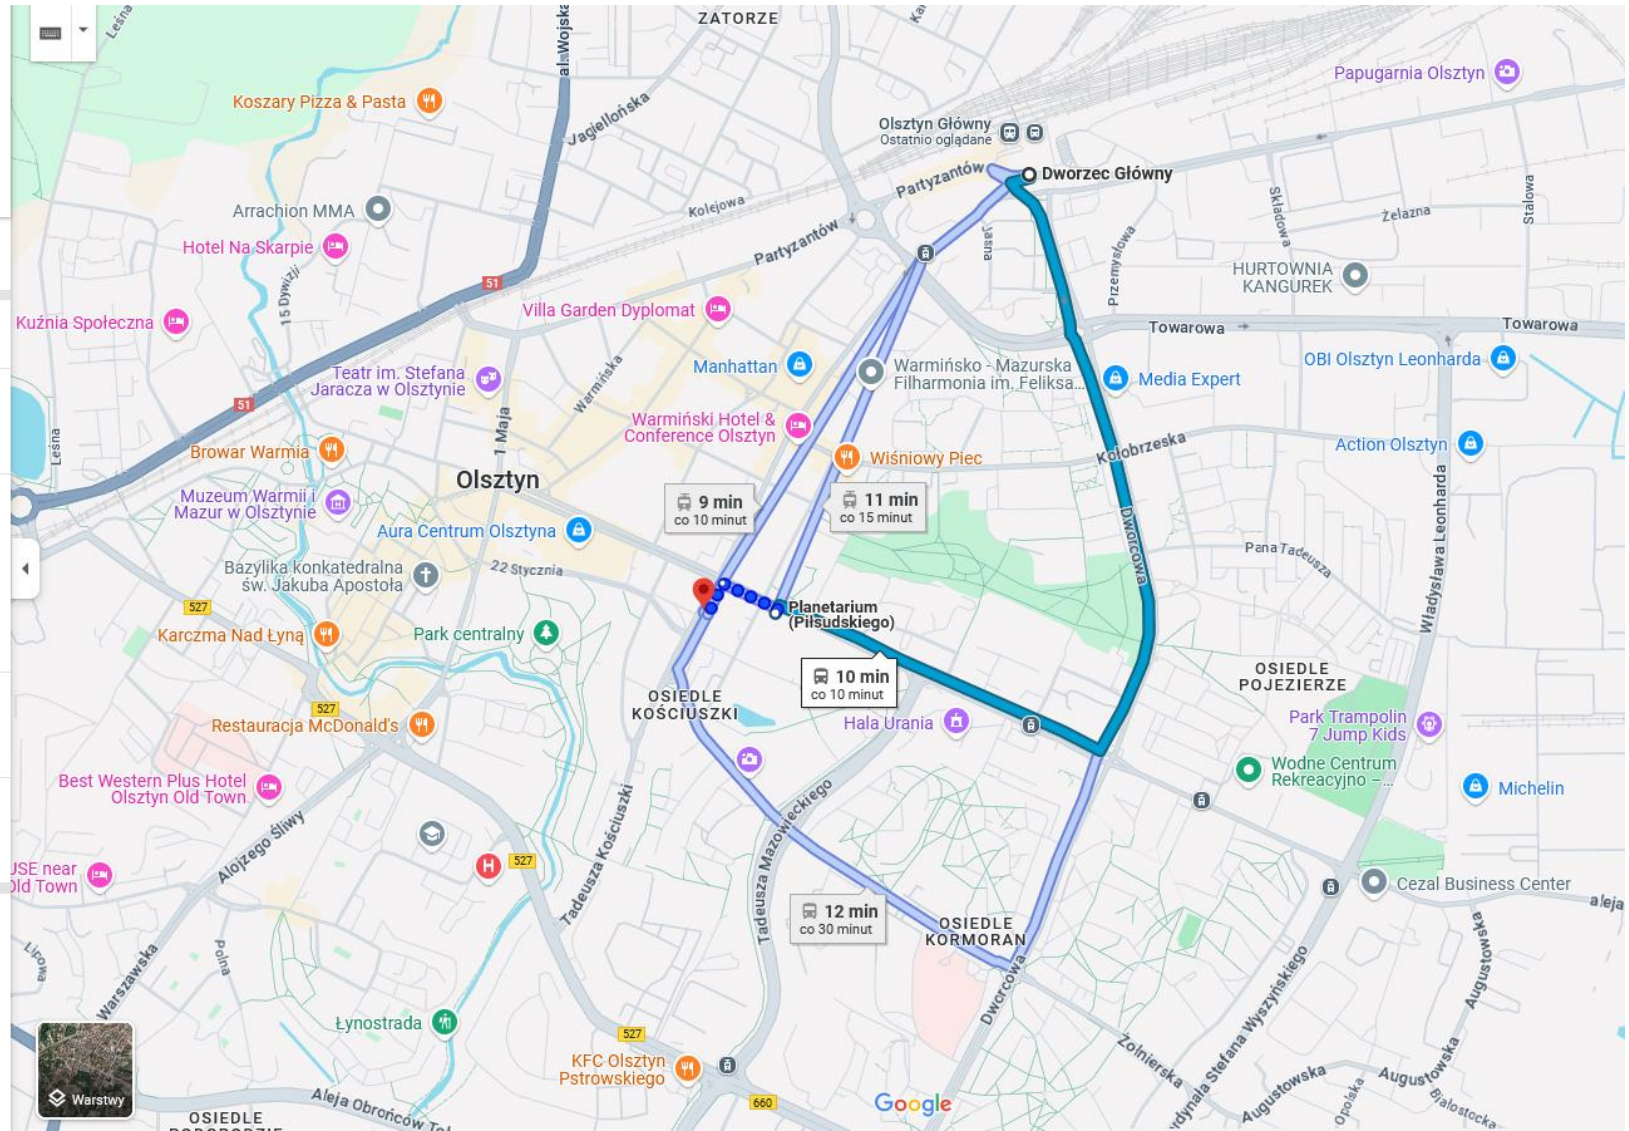 ZATORZE
Leśna
al. Wojska
Papugarnia Olsztyn
Koszary Pizza & Pasta
Jagiellońska
Olsztyn Główny
Ostatnio oglądane
Partyzantów
Dworzec Główny
Kolejowa
Składowa
Stalowa
Żelazna
Arrachion MMA
Hotel Na Skarpie
Partyzantów
Jasna
Przemysłowa
HURTOWNIA
KANGUREK
51
15 Dywizji
Kuźnia Społeczna
Villa Garden Dyplomat
Towarowa
Towarowa
OBI Olsztyn Leonharda
Manhattan
Warmińsko - Mazurska
Filharmonia im. Feliksa...
Media Expert
Teatr im. Stefana
Jaracza w Olsztynie
Warmińska
51
Warmiński Hotel &
Conference Olsztyn
1 Maja
Leśna
Kołobrzeska
Action Olsztyn
Browar Warmia
Wiśniowy Piec
Olsztyn
Muzeum Warmii i
Mazur w Olsztynie
9 min
co 10 minut
11 min
co 15 minut
Aura Centrum Olsztyna
Dworcowa
Pana Tadeusza
Władysława Leonharda
22 Stycznia
Bazylika konkatedralna
św. Jakuba Apostoła
527
Planetarium
(Piłsudskiego)
Karczma Nad Łyną
Park centralny
10 min
co 10 minut
OSIEDLE
POJEZIERZE
OSIEDLE
KOŚCIUSZKI
527
Restauracja McDonald's
Hala Urania
Park Trampolin
7 Jump Kids
Wodne Centrum
Rekreacyjno –...
Best Western Plus Hotel
Olsztyn Old Town
Michelin
Tadeusza Kościuszki
Tadeusza Mazowieckiego
Alojzego Śliwy
527
H
USE near
Old Town
Cezal Business Center
aleja
12 min
co 30 minut
OSIEDLE
KORMORAN
Lipowa
Polna
Warszawska
Dworcowa
Augustowska
Łynostrada
527
KFC Olsztyn
Pstrowskiego
Żołnierska
dynała Stefana Wyszyńskiego
Augustowska
Augustowska
Opolska
Białostocka
Warstwy
660
Google
Aleja Obrońców
OSIEDLE